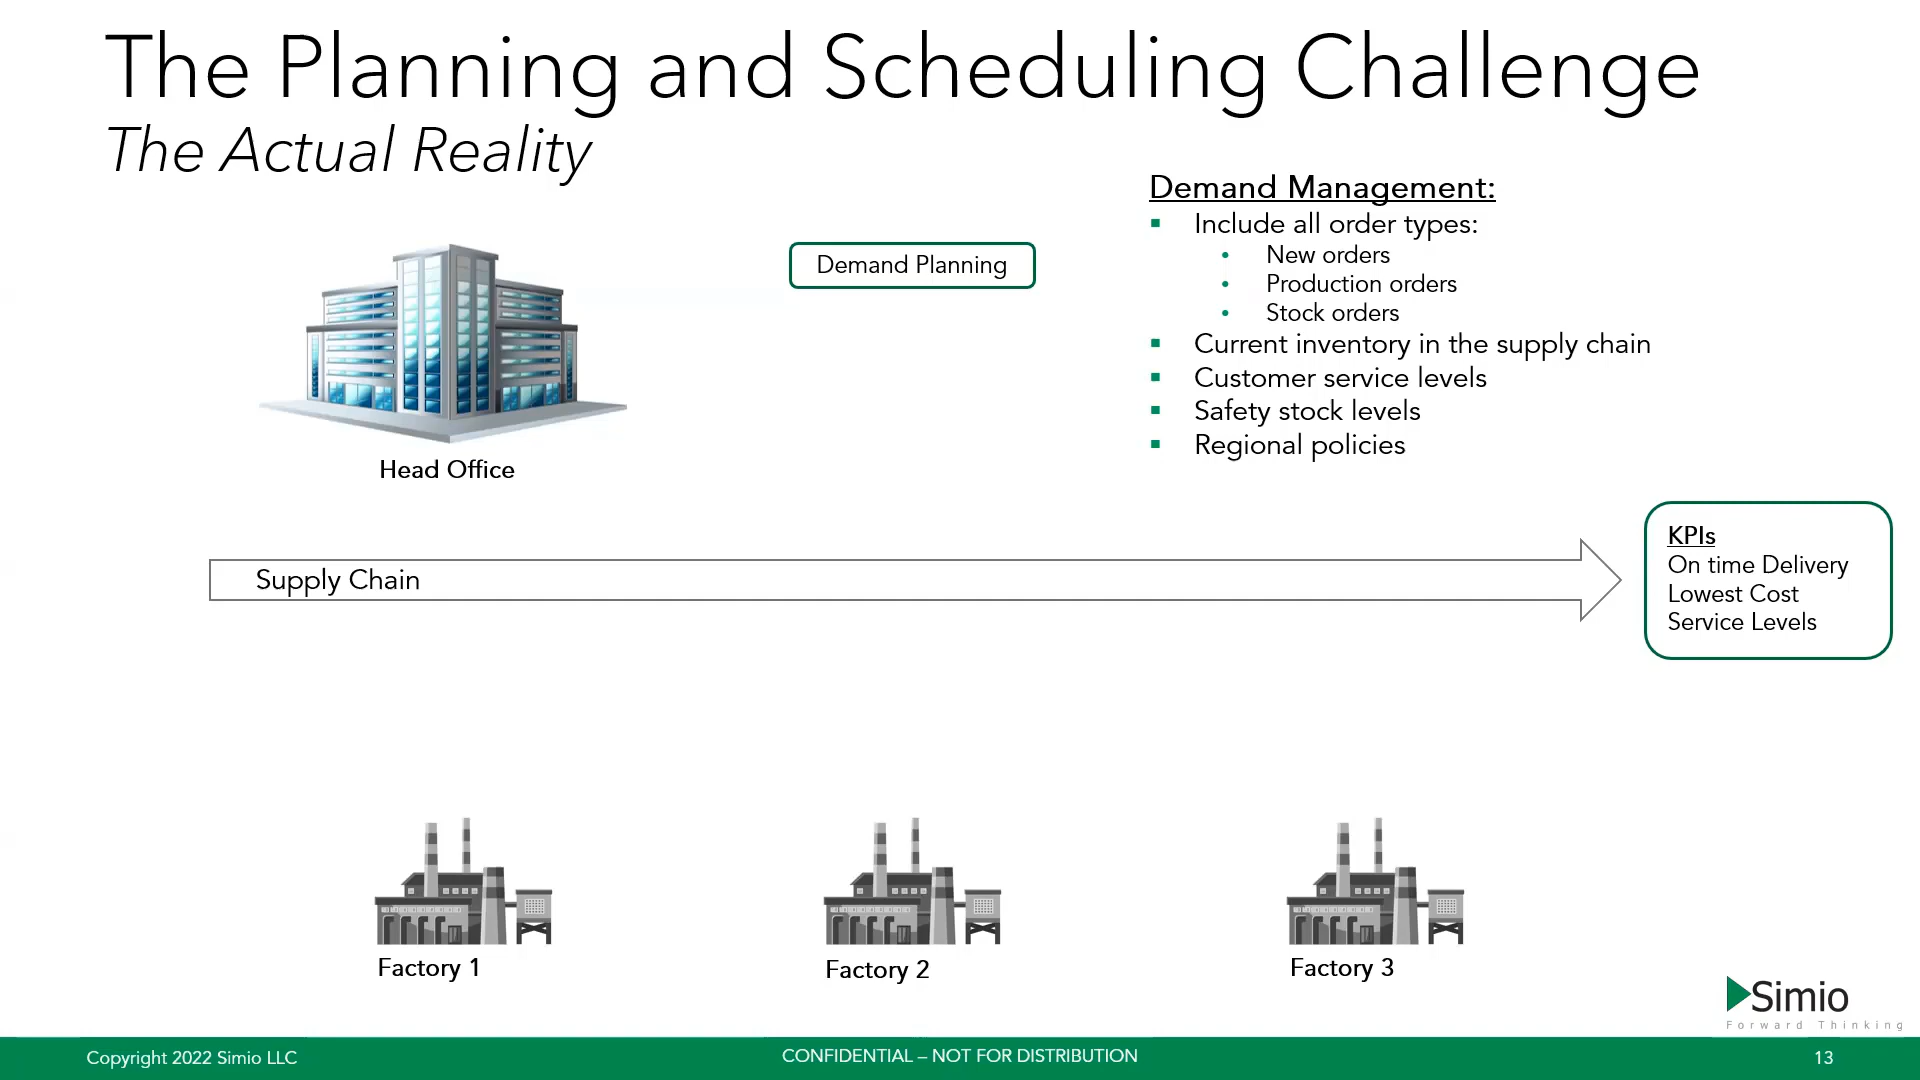 The Planning and Scheduling Challenge
The Actual Reality
Demand Management:
Include all order types:
New orders
Production orders
Stock orders
Current inventory in the supply chain
Customer service levels
Safety stock levels
Regional policies
Demand Planning
Head Office
Supply Chain
KPIs
On time Delivery
Lowest Cost
Service Levels
Factory 1
Factory 2
Factory 3
Simio
Forward Thinking
Copyright 2022 Simio LLC
CONFIDENTIAL – NOT FOR DISTRIBUTION
13